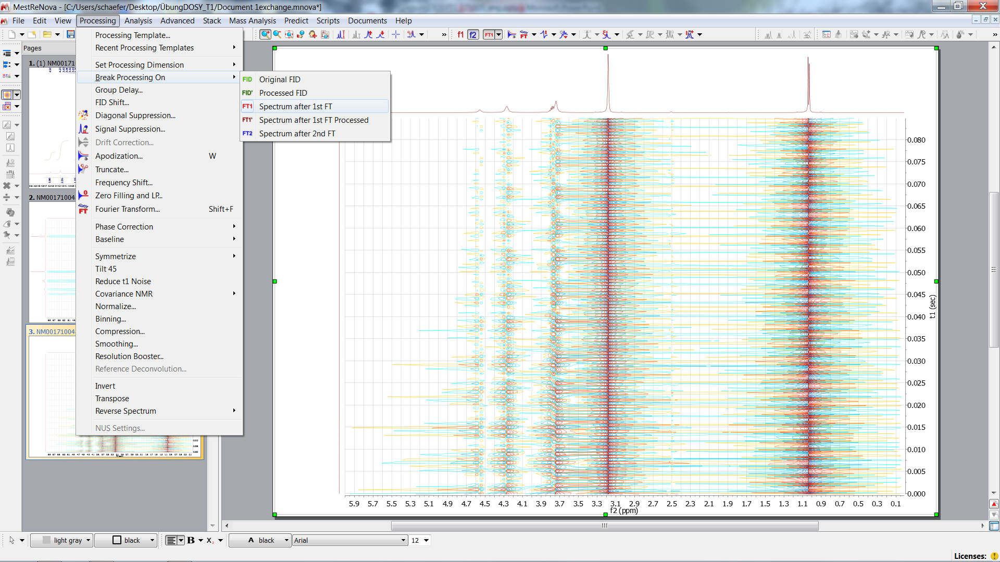 MestReNova - [C:/Users/schaefer/Desktop/ÜbungDOSY_T1/Document 1exchange.mnova*]
File Edit View Processing Analysis Advanced Stack Mass Analysis Predict Scripts Documents Help
f1 f2 FT1
Pages
1. (1) NM00171
2. NM00171004
3. NM00171004
Processing Template...
Recent Processing Templates
Set Processing Dimension
Break Processing On
Group Delay...
FID Shift...
Diagonal Suppression...
Signal Suppression...
Drift Correction...
Apodization... W
Truncate...
Frequency Shift...
Zero Filling and LP...
Fourier Transform... Shift+F
Phase Correction
Baseline
Symmetrize
Tilt 45
Reduce t1 Noise
Covariance NMR
Normalize...
Binning...
Compression...
Smoothing...
Resolution Booster...
Reference Deconvolution...
Invert
Transpose
Reverse Spectrum
NUS Settings...
FID Original FID
FID' Processed FID
FT1 Spectrum after 1st FT
FT1' Spectrum after 1st FT Processed
FT2 Spectrum after 2nd FT
0.080
0.075
0.070
0.065
0.060
0.055
0.050
0.045
0.040
0.035
0.030
0.025
0.020
0.015
0.010
0.005
0.000
t1 (sec)
5.9 5.7 5.5 5.3 5.1 4.9 4.7 4.5 4.3 4.1 3.9 3.7 3.5 3.3 3.1 2.9 2.7 2.5 2.3 2.1 1.9 1.7 1.5 1.3 1.1 0.9 0.7 0.5 0.3 0.1
f2 (ppm)
light gray black B X₂ A black Arial 12
Licenses: